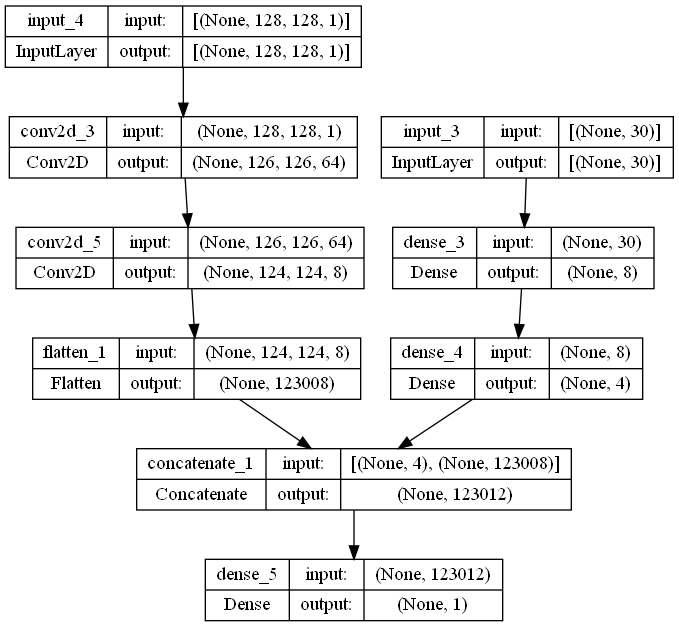 input_4 input: [(None, 128, 128, 1)]
InputLayer output: [(None, 128, 128, 1)]
conv2d_3 input: (None, 128, 128, 1)
Conv2D output: (None, 126, 126, 64)
input_3 input: [(None, 30)]
InputLayer output: [(None, 30)]
conv2d_5 input: (None, 126, 126, 64)
Conv2D output: (None, 124, 124, 8)
dense_3 input: (None, 30)
Dense output: (None, 8)
flatten_1 input: (None, 124, 124, 8)
Flatten output: (None, 123008)
dense_4 input: (None, 8)
Dense output: (None, 4)
concatenate_1 input: [(None, 4), (None, 123008)]
Concatenate output: (None, 123012)
dense_5 input: (None, 123012)
Dense output: (None, 1)